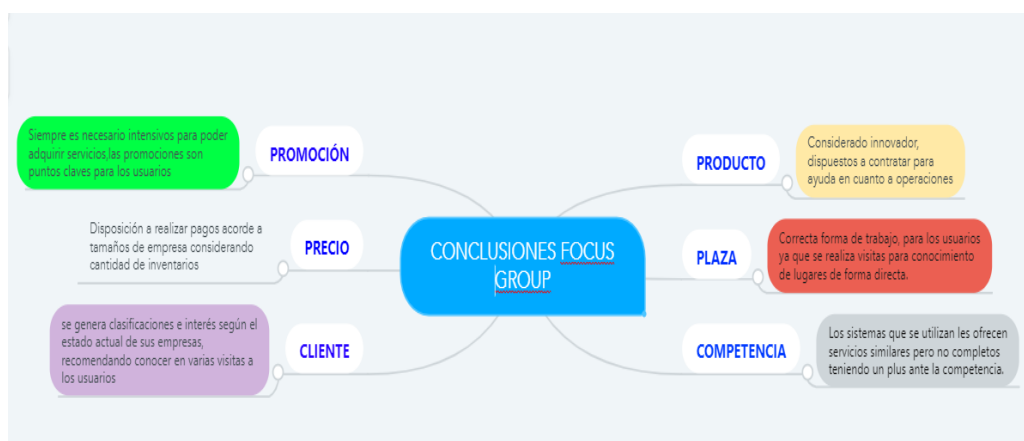 CONCLUSIONES FOCUS
GROUP
PROMOCIÓN
Siempre es necesario intensivos para poder
adquirir servicios,las promociones son
puntos claves para los usuarios
PRECIO
Disposición a realizar pagos acorde a
tamaños de empresa considerando
cantidad de inventarios
CLIENTE
se genera clasificaciones e interés según el
estado actual de sus empresas,
recomendando conocer en varias visitas a
los usuarios
PRODUCTO
Considerado innovador,
dispuestos a contratar para
ayuda en cuanto a operaciones
PLAZA
Correcta forma de trabajo, para los usuarios
ya que se realiza visitas para conocimiento
de lugares de forma directa.
COMPETENCIA
Los sistemas que se utilizan les ofrecen
servicios similares pero no completos
teniendo un plus ante la competencia.